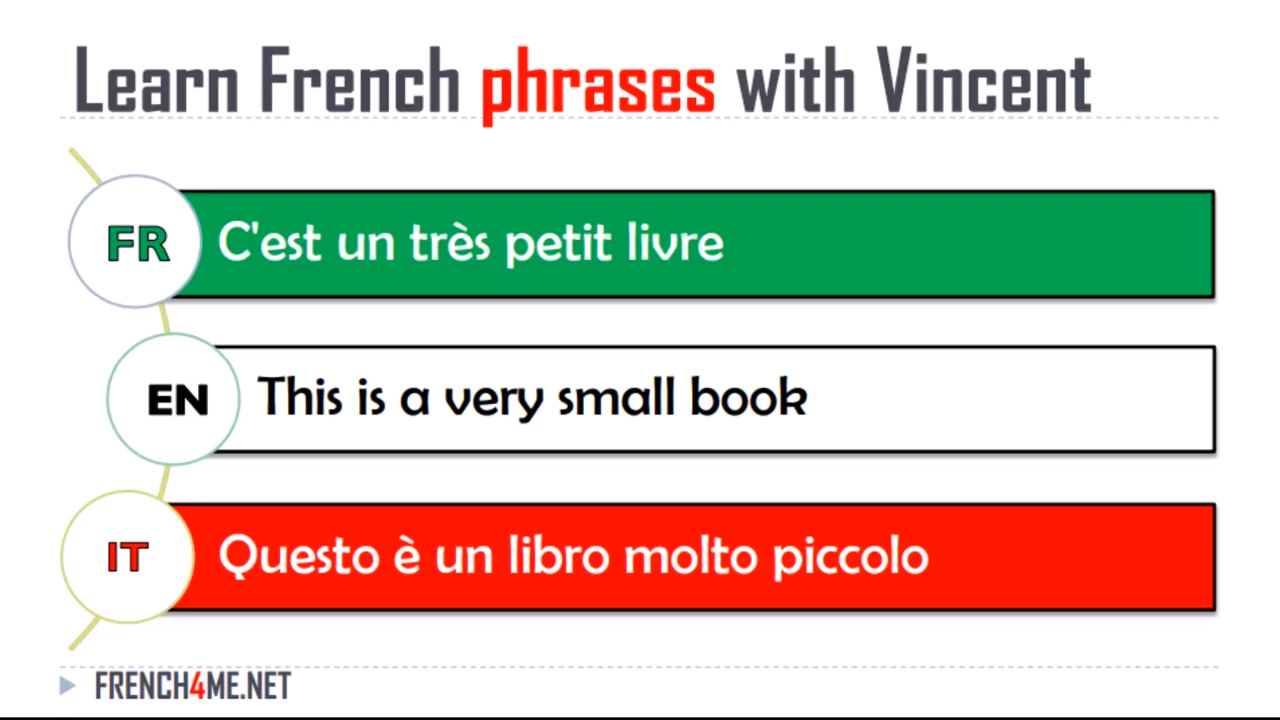 Learn French phrases with Vincent
FR C'est un très petit livre
EN This is a very small book
IT Questo è un libro molto piccolo
FRENCH4ME.NET